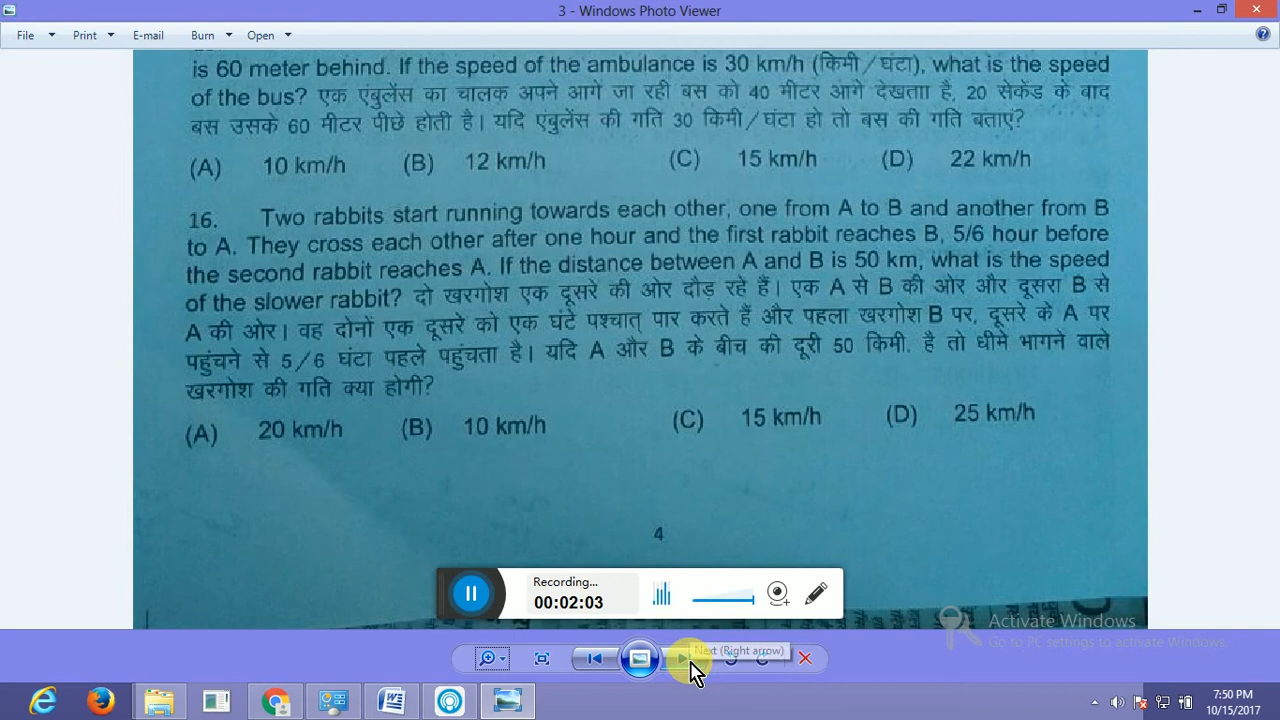 3 - Windows Photo Viewer
File Print E-mail Burn Open
is 60 meter behind. If the speed of the ambulance is 30 km/h (किमी/घंटा), what is the speed
of the bus? एक एंबुलेंस का चालक अपने आगे जा रही बस को 40 मीटर आगे देखता है, 20 सेकेंड के बाद
बस उसके 60 मीटर पीछे होती है। यदि एंबुलेंस की गति 30 किमी/घंटा हो तो बस की गति बताएं?
(A) 10 km/h (B) 12 km/h (C) 15 km/h (D) 22 km/h
16. Two rabbits start running towards each other, one from A to B and another from B
to A. They cross each other after one hour and the first rabbit reaches B, 5/6 hour before
the second rabbit reaches A. If the distance between A and B is 50 km, what is the speed
of the slower rabbit? दो खरगोश एक दूसरे की ओर दौड़ रहे हैं। एक A से B की ओर और दूसरा B से
A की ओर। वह दोनों एक दूसरे को एक घंटे पश्चात् पार करते हैं और पहला खरगोश B पर, दूसरे के A पर
पहुंचने से 5/6 घंटा पहले पहुंचता है। यदि A और B के बीच की दूरी 50 किमी. है तो धीमे भागने वाले
खरगोश की गति क्या होगी?
(A) 20 km/h (B) 10 km/h (C) 15 km/h (D) 25 km/h
4
Recording...
00:02:03
Activate Windows
Go to PC settings to activate Windows.
Next (Right arrow)
7:50 PM
10/15/2017